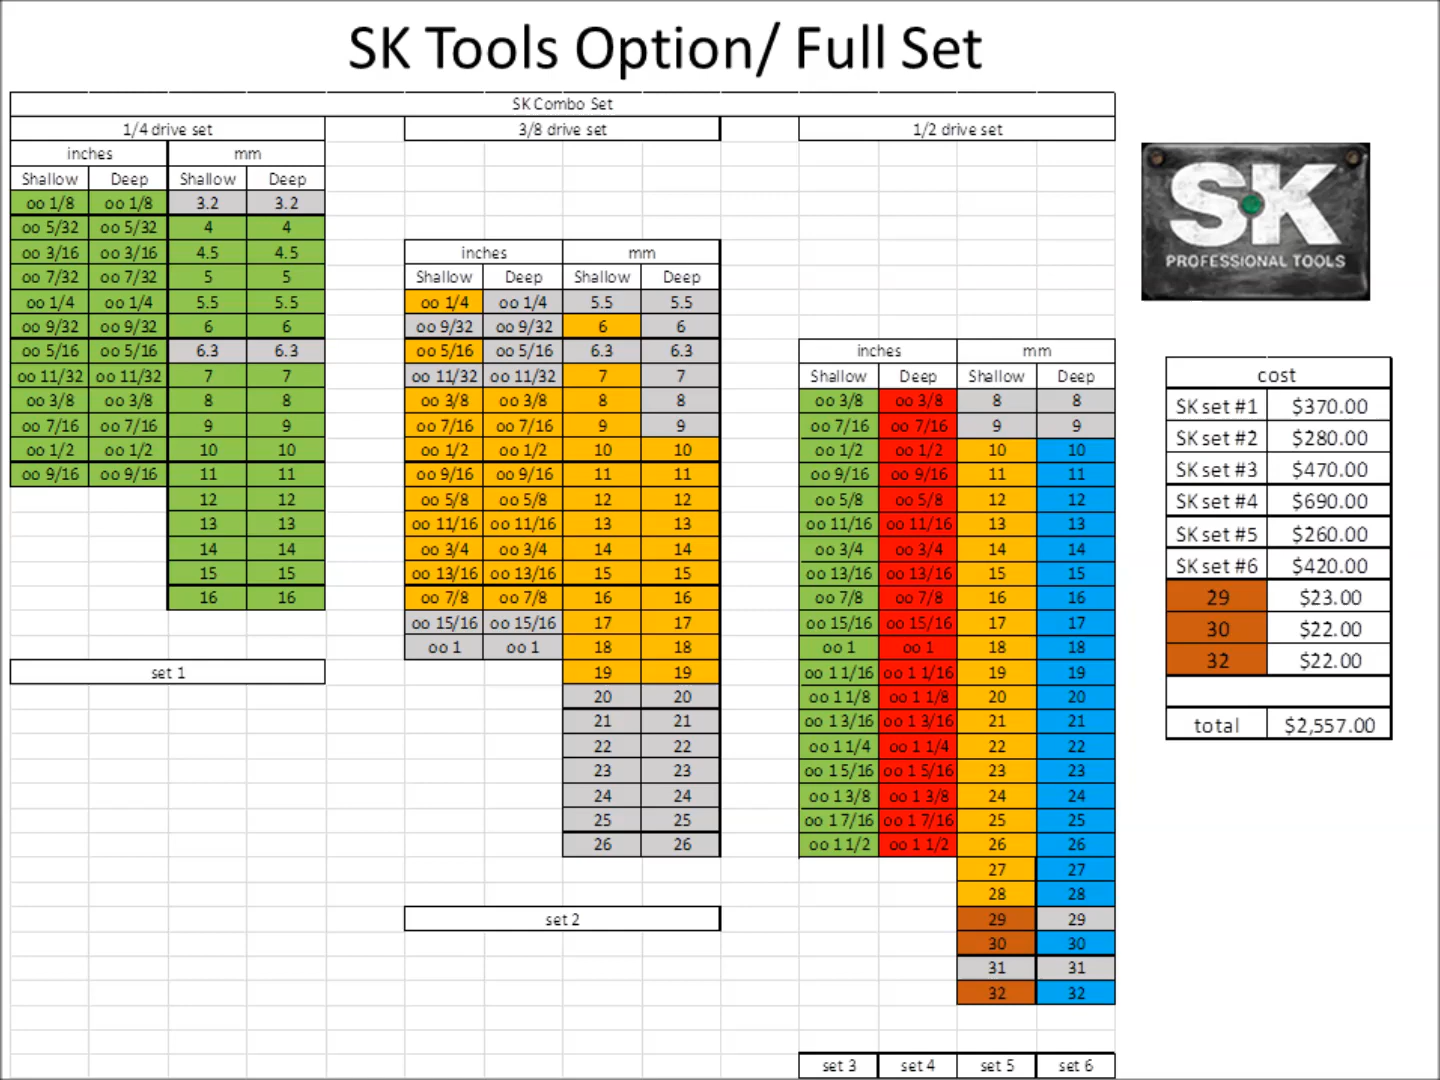 SK Tools Option/ Full Set
SK Combo Set
1/4 drive set 3/8 drive set 1/2 drive set
inches mm
Shallow Deep Shallow Deep
oo 1/8 oo 1/8 3.2 3.2
oo 5/32 oo 5/32 4 4
oo 3/16 oo 3/16 4.5 4.5
oo 7/32 oo 7/32 5 5
oo 1/4 oo 1/4 5.5 5.5
oo 9/32 oo 9/32 6 6
oo 5/16 oo 5/16 6.3 6.3
oo 11/32 oo 11/32 7 7
oo 3/8 oo 3/8 8 8
oo 7/16 oo 7/16 9 9
oo 1/2 oo 1/2 10 10
oo 9/16 oo 9/16 11 11
12 12
13 13
14 14
15 15
16 16
set 1
inches mm
Shallow Deep Shallow Deep
oo 1/4 oo 1/4 5.5 5.5
oo 9/32 oo 9/32 6 6
oo 5/16 oo 5/16 6.3 6.3
oo 11/32 oo 11/32 7 7
oo 3/8 oo 3/8 8 8
oo 7/16 oo 7/16 9 9
oo 1/2 oo 1/2 10 10
oo 9/16 oo 9/16 11 11
oo 5/8 oo 5/8 12 12
oo 11/16 oo 11/16 13 13
oo 3/4 oo 3/4 14 14
oo 13/16 oo 13/16 15 15
oo 7/8 oo 7/8 16 16
oo 15/16 oo 15/16 17 17
oo 1 oo 1 18 18
19 19
20 20
21 21
22 22
23 23
24 24
25 25
26 26
set 2
inches mm
Shallow Deep Shallow Deep
oo 3/8 oo 3/8 8 8
oo 7/16 oo 7/16 9 9
oo 1/2 oo 1/2 10 10
oo 9/16 oo 9/16 11 11
oo 5/8 oo 5/8 12 12
oo 11/16 oo 11/16 13 13
oo 3/4 oo 3/4 14 14
oo 13/16 oo 13/16 15 15
oo 7/8 oo 7/8 16 16
oo 15/16 oo 15/16 17 17
oo 1 oo 1 18 18
oo 1 1/16 oo 1 1/16 19 19
oo 1 1/8 oo 1 1/8 20 20
oo 1 3/16 oo 1 3/16 21 21
oo 1 1/4 oo 1 1/4 22 22
oo 1 5/16 oo 1 5/16 23 23
oo 1 3/8 oo 1 3/8 24 24
oo 1 7/16 oo 1 7/16 25 25
oo 1 1/2 oo 1 1/2 26 26
27 27
28 28
29 29
30 30
31 31
32 32
set 3 set 4 set 5 set 6
SK
PROFESSIONAL TOOLS
cost
SK set #1 $370.00
SK set #2 $280.00
SK set #3 $470.00
SK set #4 $690.00
SK set #5 $260.00
SK set #6 $420.00
29 $23.00
30 $22.00
32 $22.00
total $2,557.00